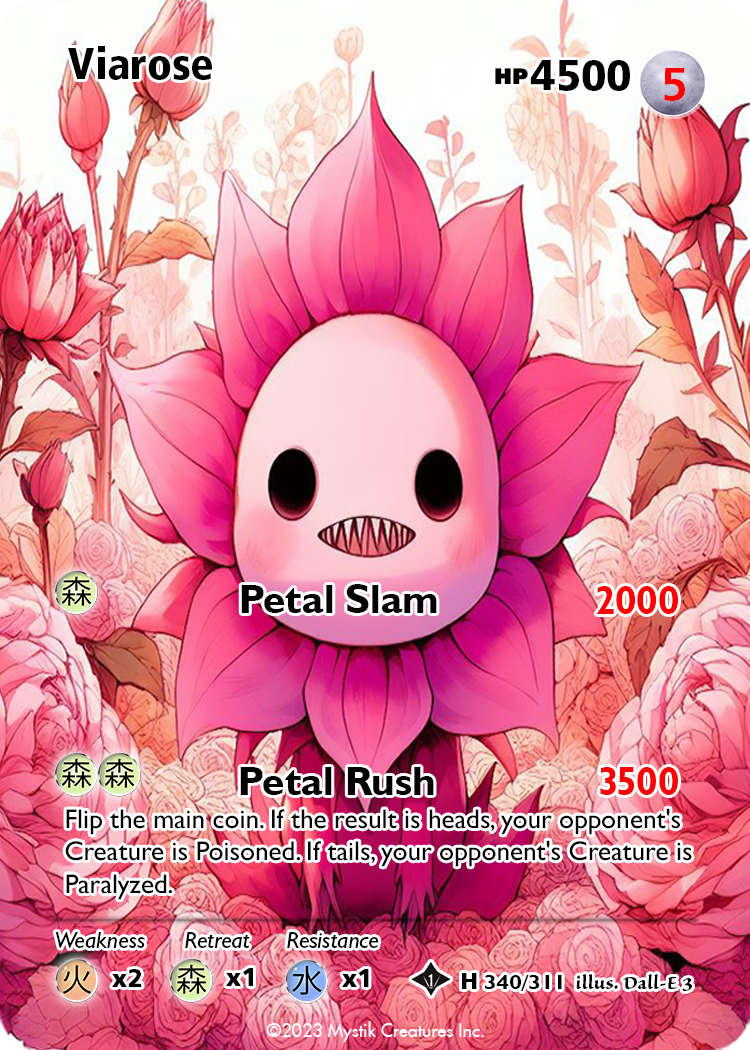 Viarose
HP4500 5
森 Petal Slam 2000
森森 Petal Rush 3500
Flip the main coin. If the result is heads, your opponent's
Creature is Poisoned. If tails, your opponent's Creature is
Paralyzed.
Weakness Retreat Resistance
火 x2 森 x1 水 x1 1 H 340/311 illus. Dall-E 3
©2023 Mystik Creatures Inc.